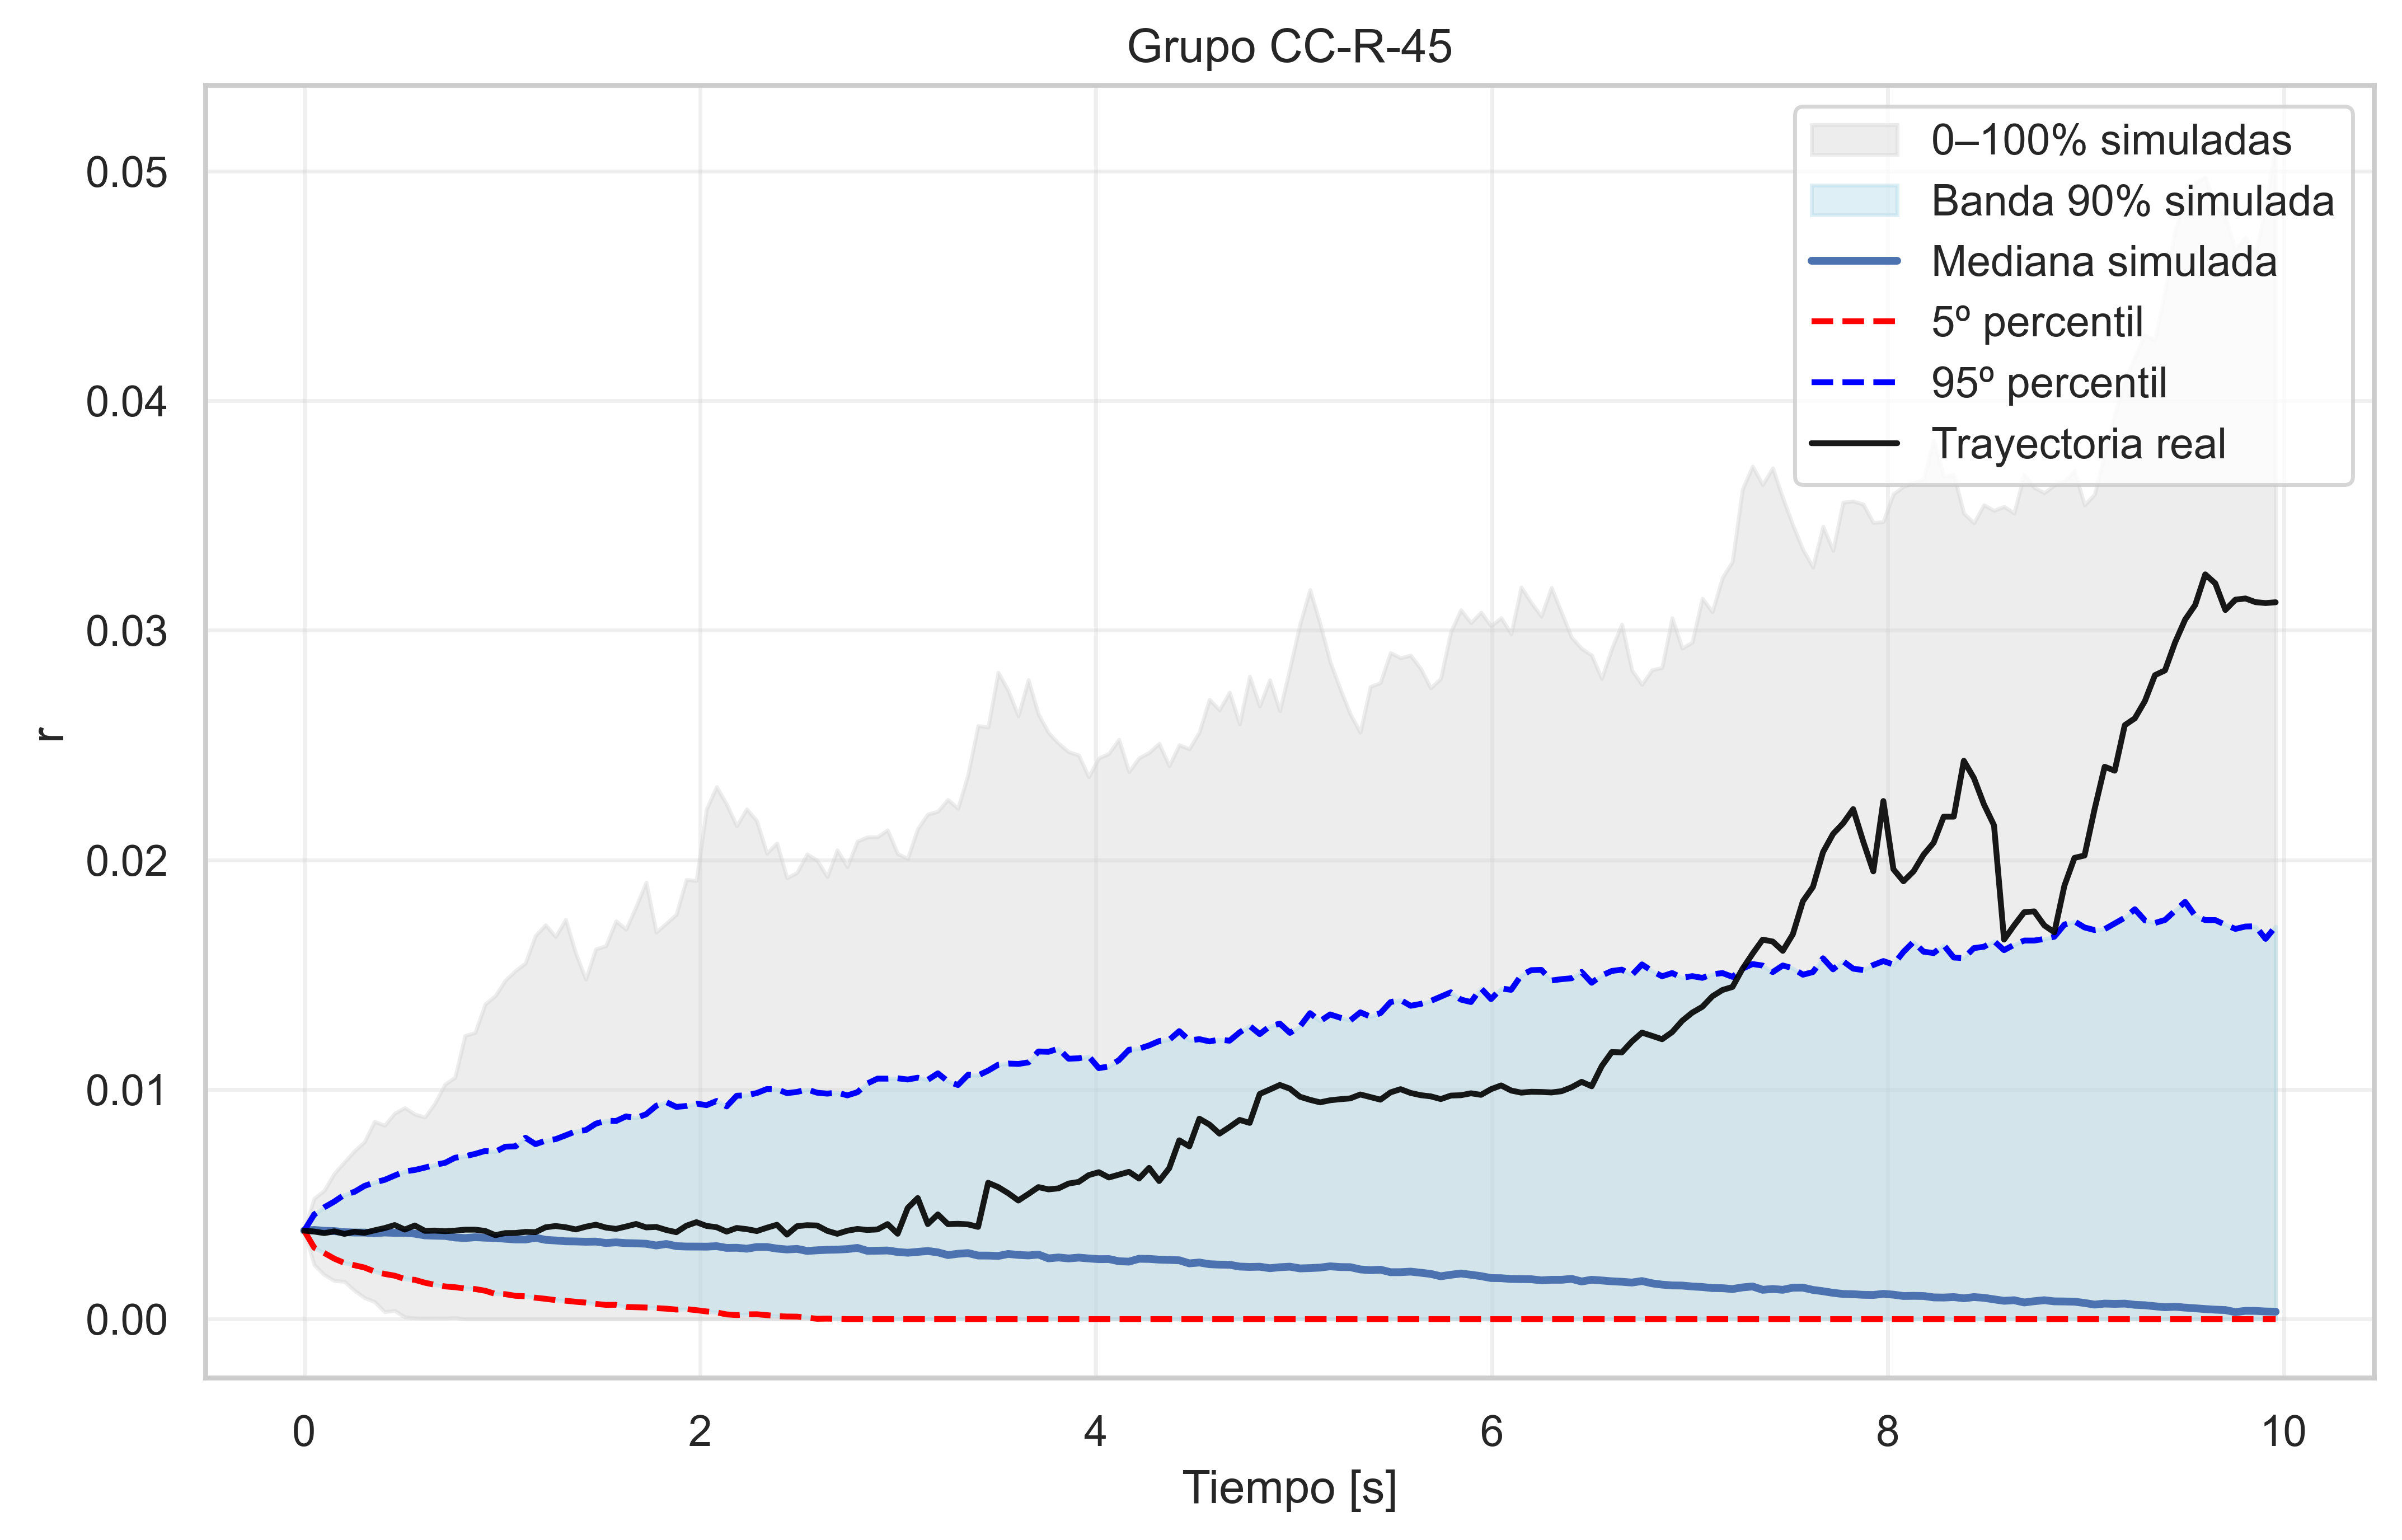 Grupo CC-R-45
0–100% simuladas
Banda 90% simulada
Mediana simulada
5º percentil
95º percentil
Trayectoria real
0.05
0.04
0.03
0.02
0.01
0.00
r
0 2 4 6 8 10
Tiempo [s]